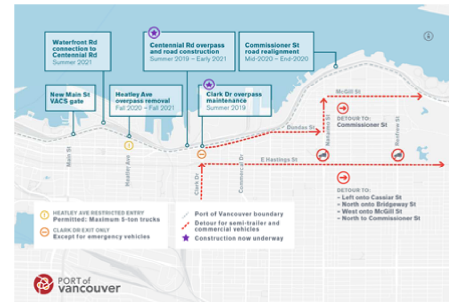 Waterfront Rd
connection to
Centennial Rd
Summer 2021
Centennial Rd overpass
and road construction
Summer 2019 – Early 2021
Commissioner St
road realignment
Mid-2020 – End-2020
New Main St
VACS gate
Heatley Ave
overpass removal
Fall 2020 – Fall 2021
Clark Dr overpass
maintenance
Summer 2019
McGill St
Dundas St
DETOUR TO:
Commissioner St
Main St
Heatley Ave
Clark Dr
Commercial Dr
Nanaimo St
Renfrew St
E Hastings St
DETOUR TO:
- Left onto Cassiar St
- North onto Bridgeway St
- West onto McGill St
- North to Commissioner St
HEATLEY AVE RESTRICTED ENTRY
Permitted: Maximum 5-ton trucks
CLARK DR EXIT ONLY
Except for emergency vehicles
Port of Vancouver boundary
Detour for semi-trailer and
commercial vehicles
Construction now underway
PORT of
vancouver